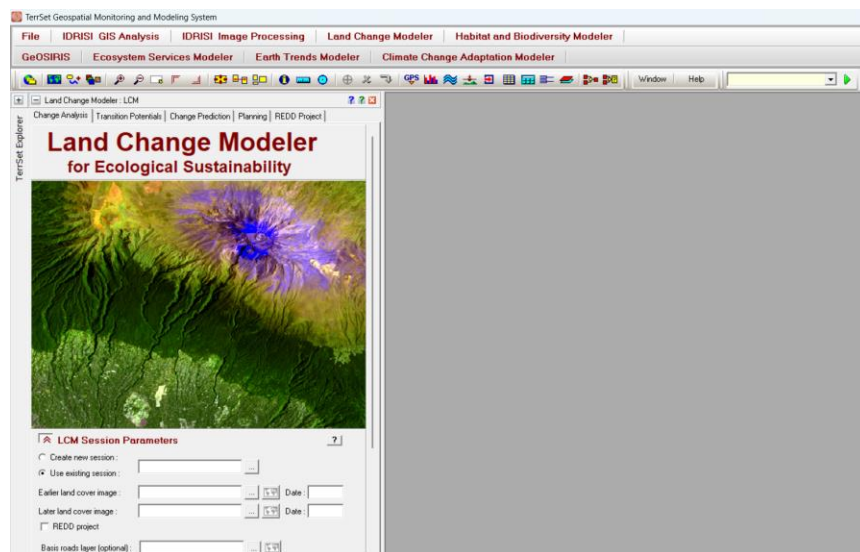 TerrSet Geospatial Monitoring and Modeling System
File IDRISI GIS Analysis IDRISI Image Processing Land Change Modeler Habitat and Biodiversity Modeler
GeOSIRIS Ecosystem Services Modeler Earth Trends Modeler Climate Change Adaptation Modeler
GPS Window Help
Land Change Modeler : LCM ? ?
Change Analysis Transition Potentials Change Prediction Planning REDD Project
TerrSet Explorer
Land Change Modeler
for Ecological Sustainability
LCM Session Parameters ?
Create new session :
Use existing session : ...
Earlier land cover image : ... Date :
Later land cover image : ... Date :
REDD project
Basis roads layer (optional) : ...